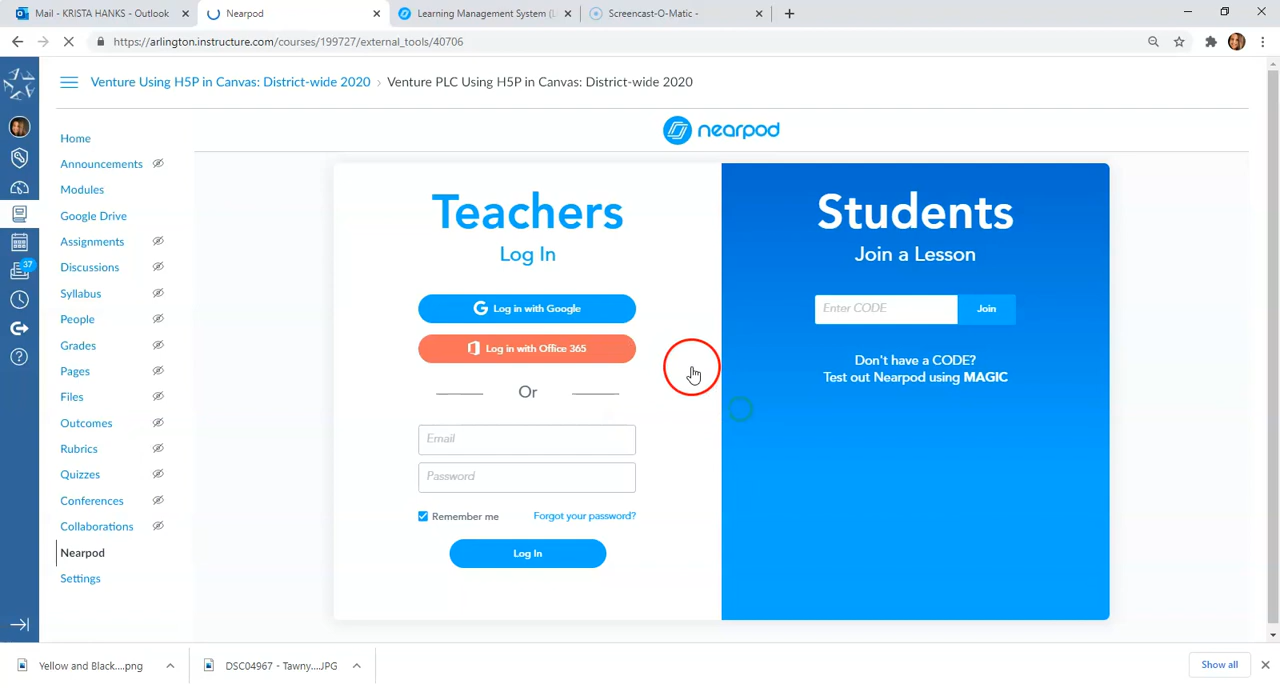 Mail - KRISTA HANKS - Outlook
Nearpod
Learning Management System (L
Screencast-O-Matic -
https://arlington.instructure.com/courses/199727/external_tools/40706
Venture Using H5P in Canvas: District-wide 2020 › Venture PLC Using H5P in Canvas: District-wide 2020
37
Home
Announcements
Modules
Google Drive
Assignments
Discussions
Syllabus
People
Grades
Pages
Files
Outcomes
Rubrics
Quizzes
Conferences
Collaborations
Nearpod
Settings
nearpod
Teachers
Log In
Log in with Google
Log in with Office 365
Or
Email
Password
Remember me
Forgot your password?
Log In
Students
Join a Lesson
Enter CODE
Join
Don't have a CODE?
Test out Nearpod using MAGIC
Yellow and Black....png
DSC04967 - Tawny....JPG
Show all